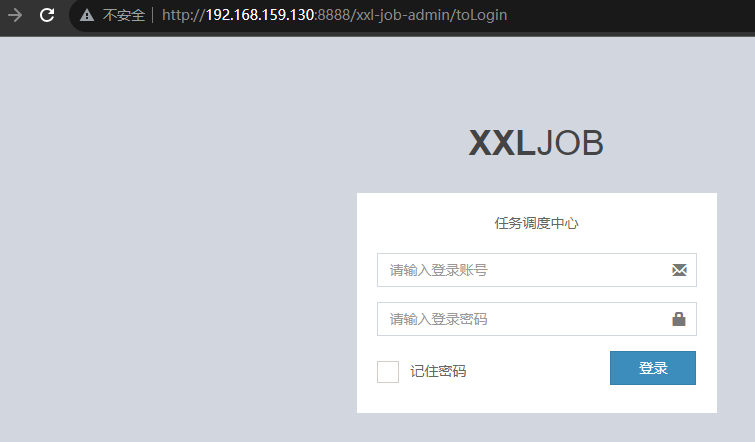 不安全 http://192.168.159.130:8888/xxl-job-admin/toLogin
XXLJOB
任务调度中心
请输入登录账号
请输入登录密码
记住密码 登录